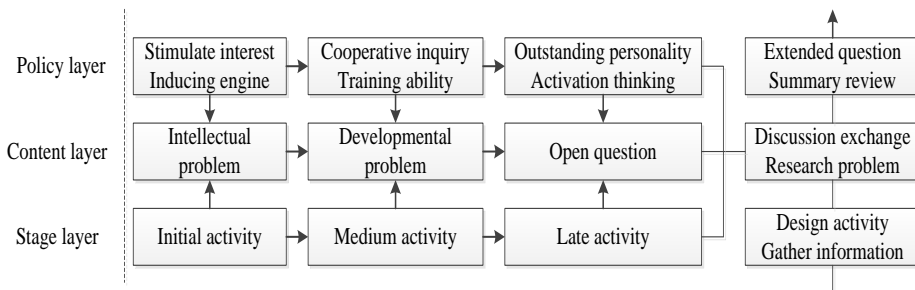 Policy layer
Stimulate interest
Inducing engine
Cooperative inquiry
Training ability
Outstanding personality
Activation thinking
Extended question
Summary review
Content layer
Intellectual
problem
Developmental
problem
Open question
Discussion exchange
Research problem
Stage layer
Initial activity
Medium activity
Late activity
Design activity
Gather information